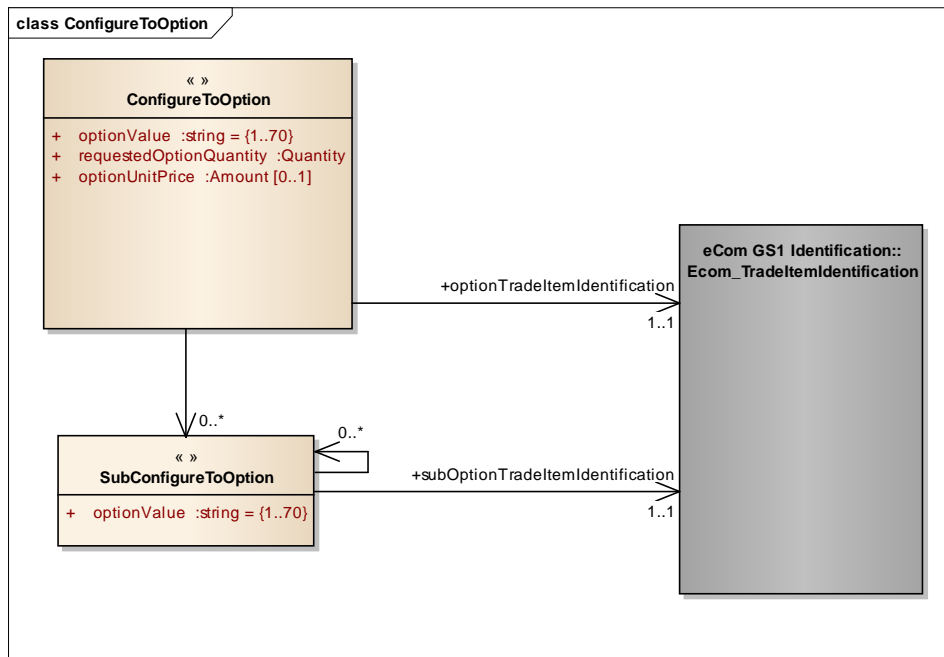 class ConfigureToOption
« »
ConfigureToOption
+ optionValue :string = {1..70}
+ requestedOptionQuantity :Quantity
+ optionUnitPrice :Amount [0..1]
eCom GS1 Identification::
Ecom_TradeItemIdentification
+optionTradeItemIdentification
1..1
0..*
0..*
« »
SubConfigureToOption
+ optionValue :string = {1..70}
+subOptionTradeItemIdentification
1..1